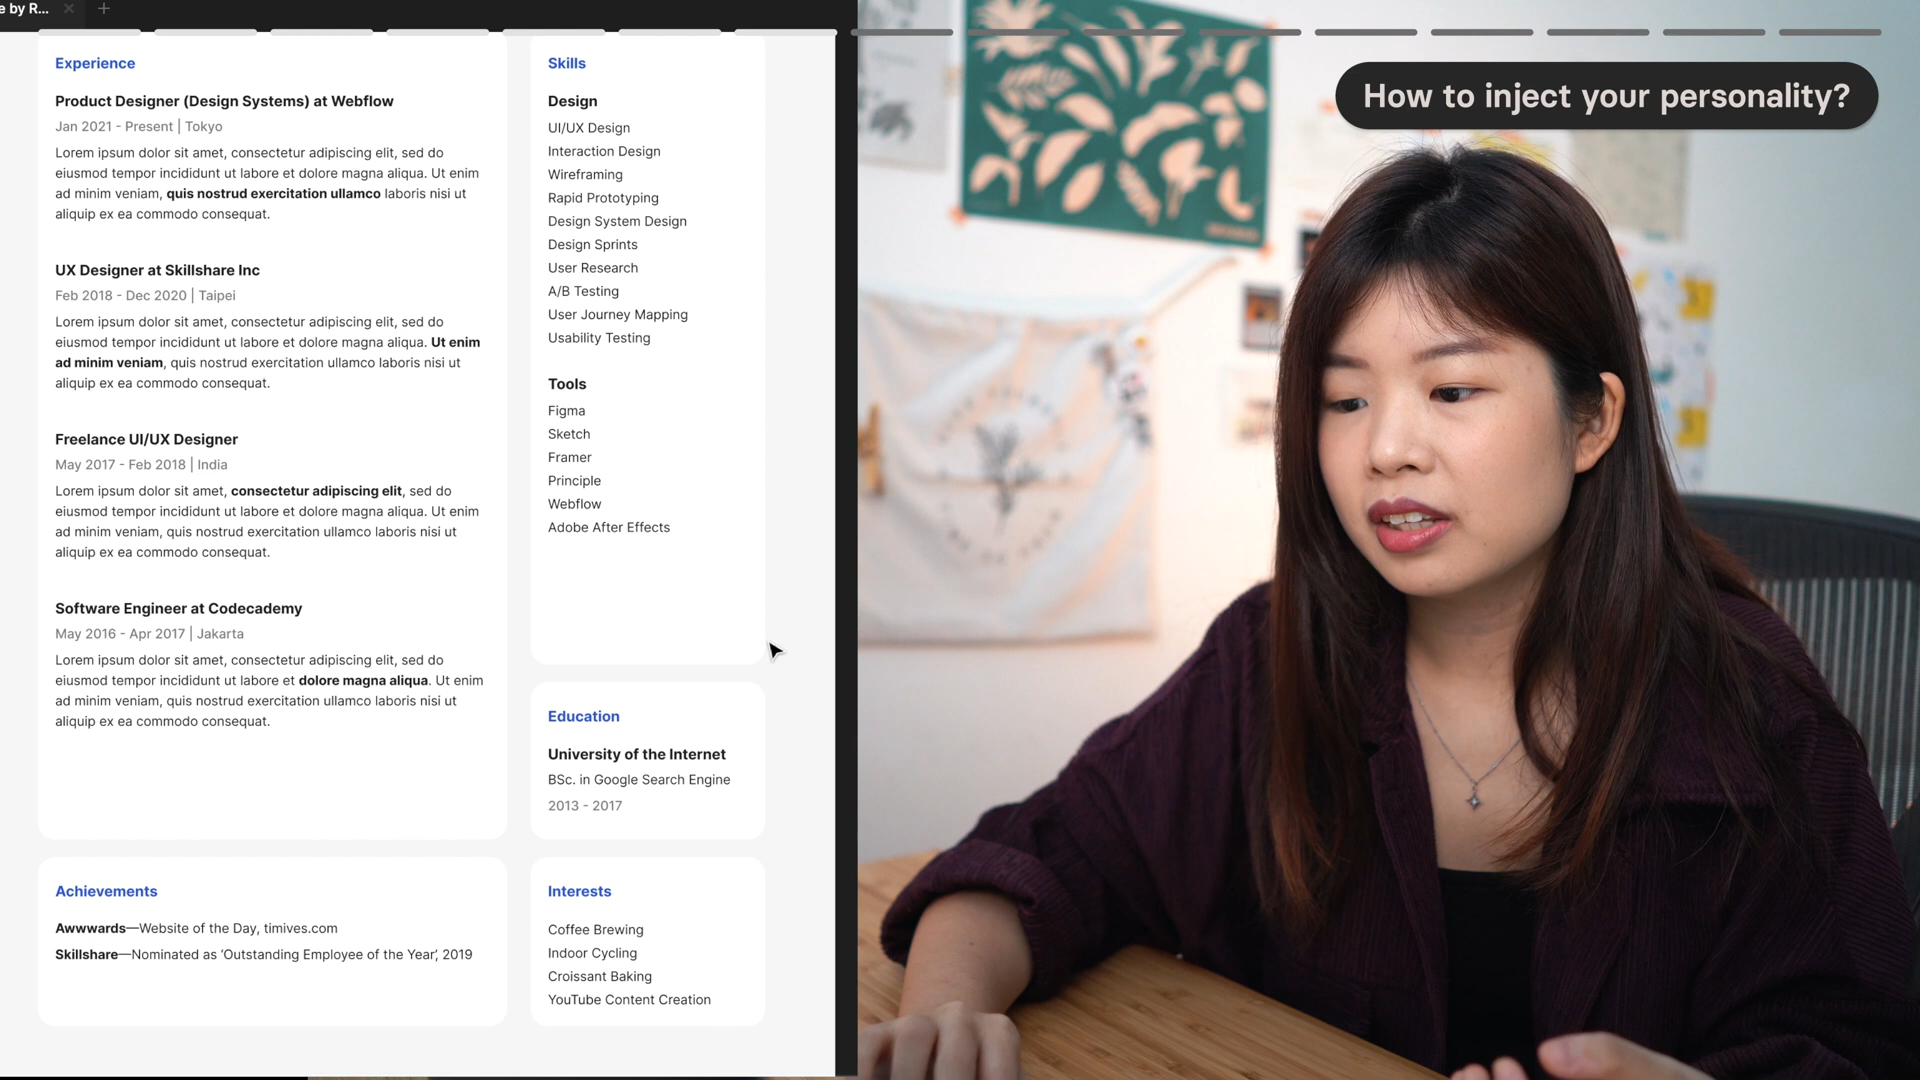 e by R...
Experience
Product Designer (Design Systems) at Webflow
Jan 2021 - Present | Tokyo
Lorem ipsum dolor sit amet, consectetur adipiscing elit, sed do
eiusmod tempor incididunt ut labore et dolore magna aliqua. Ut enim
ad minim veniam, quis nostrud exercitation ullamco laboris nisi ut
aliquip ex ea commodo consequat.
UX Designer at Skillshare Inc
Feb 2018 - Dec 2020 | Taipei
Lorem ipsum dolor sit amet, consectetur adipiscing elit, sed do
eiusmod tempor incididunt ut labore et dolore magna aliqua. Ut enim
ad minim veniam, quis nostrud exercitation ullamco laboris nisi ut
aliquip ex ea commodo consequat.
Freelance UI/UX Designer
May 2017 - Feb 2018 | India
Lorem ipsum dolor sit amet, consectetur adipiscing elit, sed do
eiusmod tempor incididunt ut labore et dolore magna aliqua. Ut enim
ad minim veniam, quis nostrud exercitation ullamco laboris nisi ut
aliquip ex ea commodo consequat.
Software Engineer at Codecademy
May 2016 - Apr 2017 | Jakarta
Lorem ipsum dolor sit amet, consectetur adipiscing elit, sed do
eiusmod tempor incididunt ut labore et dolore magna aliqua. Ut enim
ad minim veniam, quis nostrud exercitation ullamco laboris nisi ut
aliquip ex ea commodo consequat.
Achievements
Awwwards—Website of the Day, timives.com
Skillshare—Nominated as ‘Outstanding Employee of the Year’, 2019
Skills
Design
UI/UX Design
Interaction Design
Wireframing
Rapid Prototyping
Design System Design
Design Sprints
User Research
A/B Testing
User Journey Mapping
Usability Testing
Tools
Figma
Sketch
Framer
Principle
Webflow
Adobe After Effects
Education
University of the Internet
BSc. in Google Search Engine
2013 - 2017
Interests
Coffee Brewing
Indoor Cycling
Croissant Baking
YouTube Content Creation
How to inject your personality?